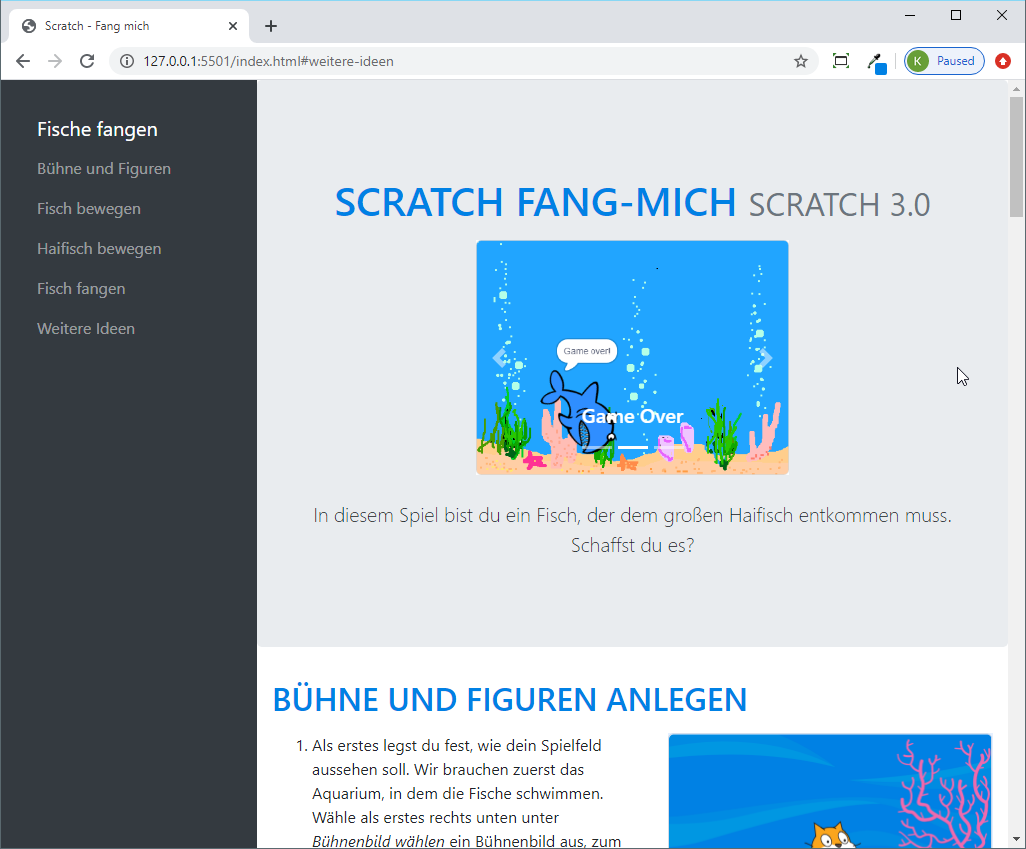 Scratch - Fang mich
127.0.0.1:5501/index.html#weitere-ideen
K Paused
Fische fangen
Bühne und Figuren
Fisch bewegen
Haifisch bewegen
Fisch fangen
Weitere Ideen
SCRATCH FANG-MICH SCRATCH 3.0
Game over!
Game Over
In diesem Spiel bist du ein Fisch, der dem großen Haifisch entkommen muss.
Schaffst du es?
BÜHNE UND FIGUREN ANLEGEN
1. Als erstes legst du fest, wie dein Spielfeld
aussehen soll. Wir brauchen zuerst das
Aquarium, in dem die Fische schwimmen.
Wähle als erstes rechts unten unter
Bühnenbild wählen ein Bühnenbild aus, zum